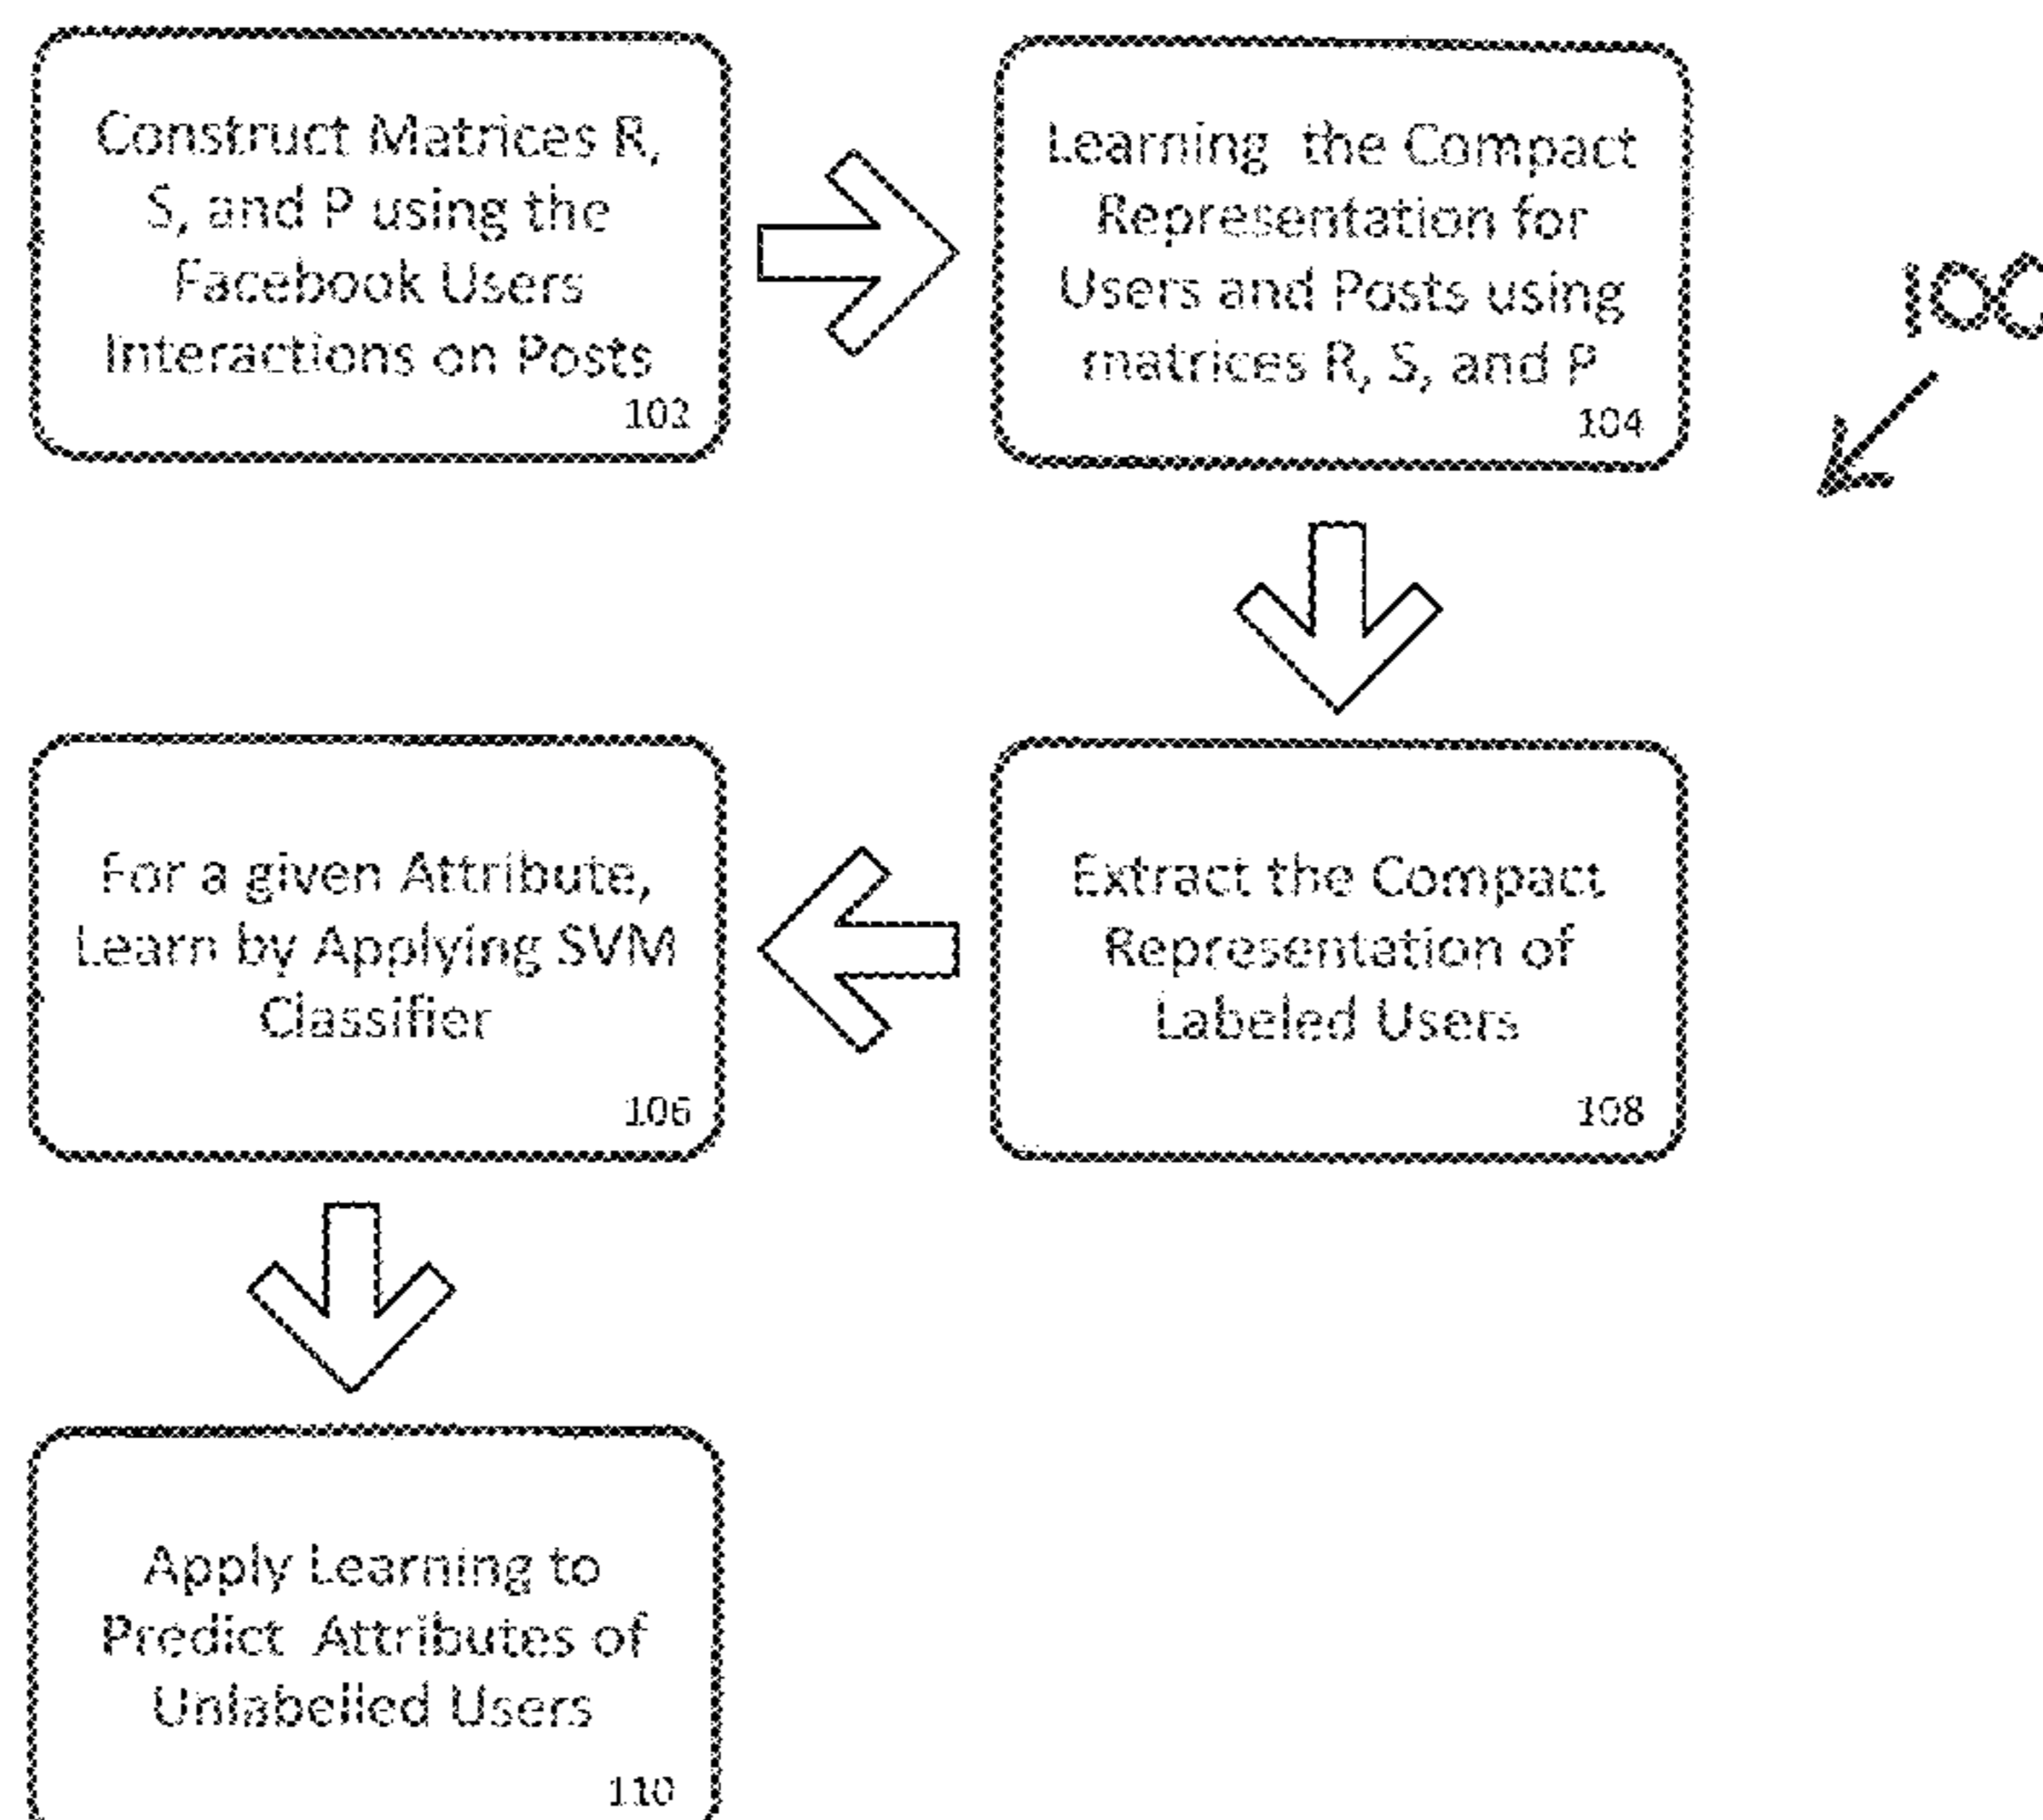 Construct Matrices R,
S, and P using the
Facebook Users
Interactions on Posts
102
Learning the Compact
Representation for
Users and Posts using
matrices R, S, and P
104
100
Extract the Compact
Representation of
Labeled Users
108
For a given Attribute,
Learn by Applying SVM
Classifier
106
Apply Learning to
Predict Attributes of
Unlabelled Users
110